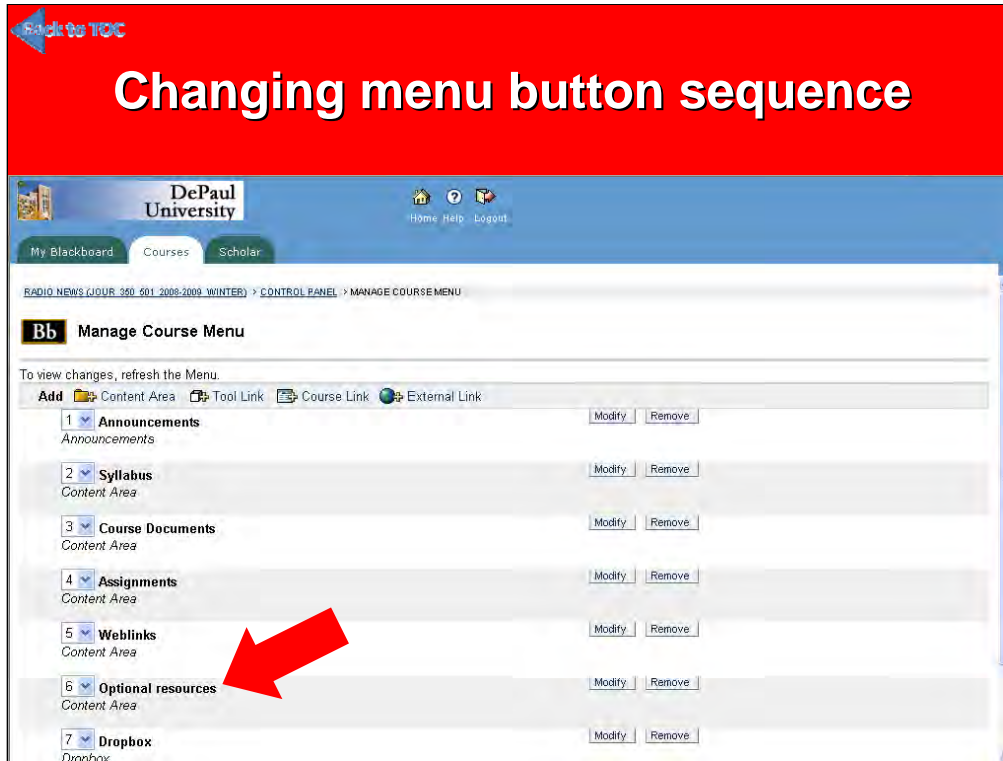 Back to TOC
Changing menu button sequence
DePaul
University
Home Help Logout
My Blackboard Courses Scholar
RADIO NEWS (JOUR 350 501 2008-2009 WINTER) > CONTROL PANEL > MANAGE COURSE MENU
Bb Manage Course Menu
To view changes, refresh the Menu.
Add Content Area Tool Link Course Link External Link
1 Announcements Modify Remove
Announcements
2 Syllabus Modify Remove
Content Area
3 Course Documents Modify Remove
Content Area
4 Assignments Modify Remove
Content Area
5 Weblinks Modify Remove
Content Area
6 Optional resources Modify Remove
Content Area
7 Dropbox Modify Remove
Dropbox